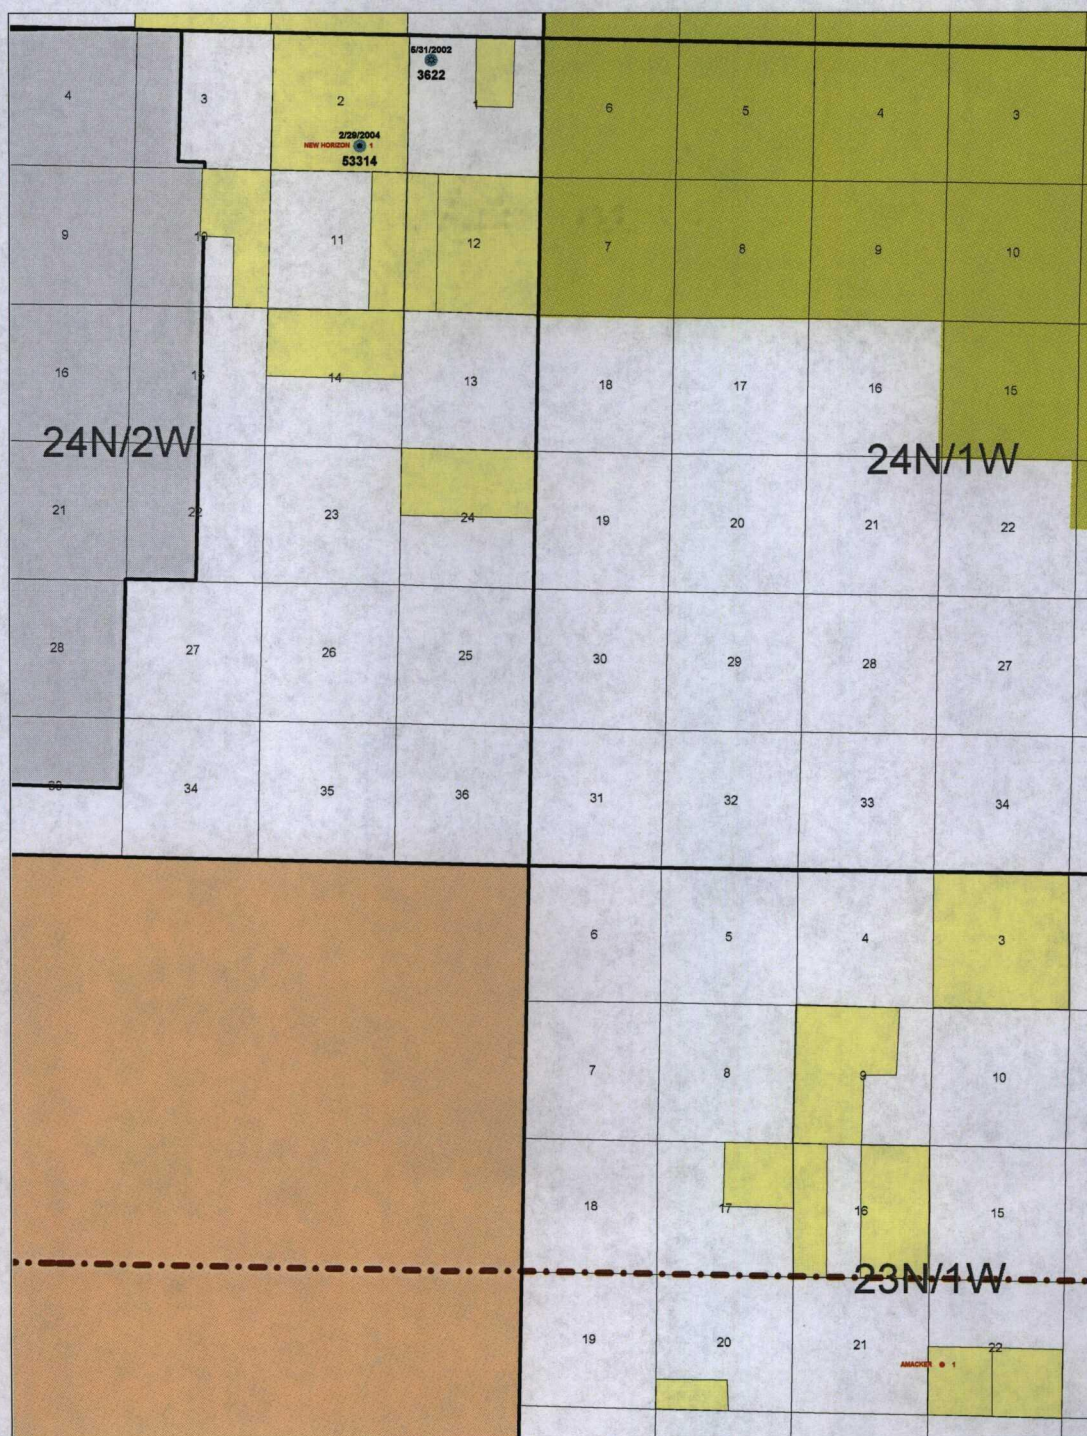 5/31/2002
4 3 2 3622 1 6 5 4 3
2/29/2004
NEW HORIZON 1
53314
9 10 11 12 7 8 9 10
16 15 14 13 18 17 16 15
24N/2W 24N/1W
21 22 23 24 19 20 21 22
28 27 26 25 30 29 28 27
33 34 35 36 31 32 33 34
6 5 4 3
7 8 9 10
18 17 16 15
23N/1W
19 20 21 22
AMACKER 1